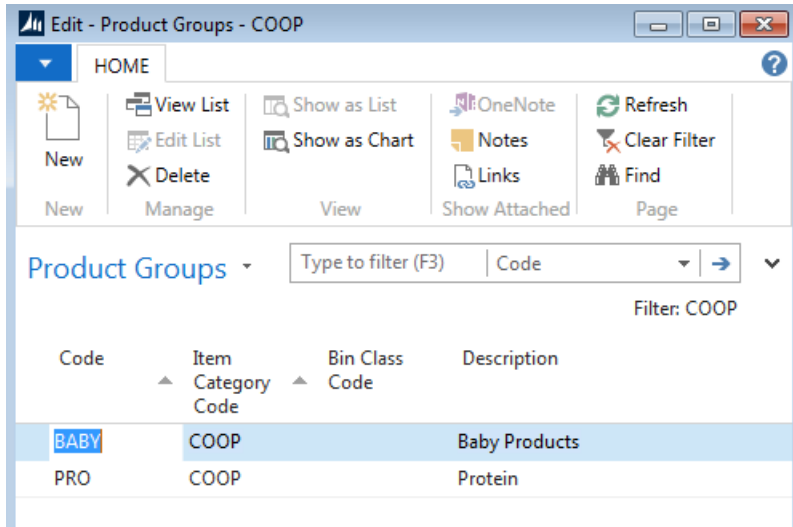 Edit - Product Groups - COOP
HOME
New
View List
Edit List
Delete
Show as List
Show as Chart
OneNote
Notes
Links
Refresh
Clear Filter
Find
New
Manage
View
Show Attached
Page
Product Groups
Type to filter (F3)
Code
Filter: COOP
Code
Item
Category
Code
Bin Class
Code
Description
BABY COOP Baby Products
PRO COOP Protein